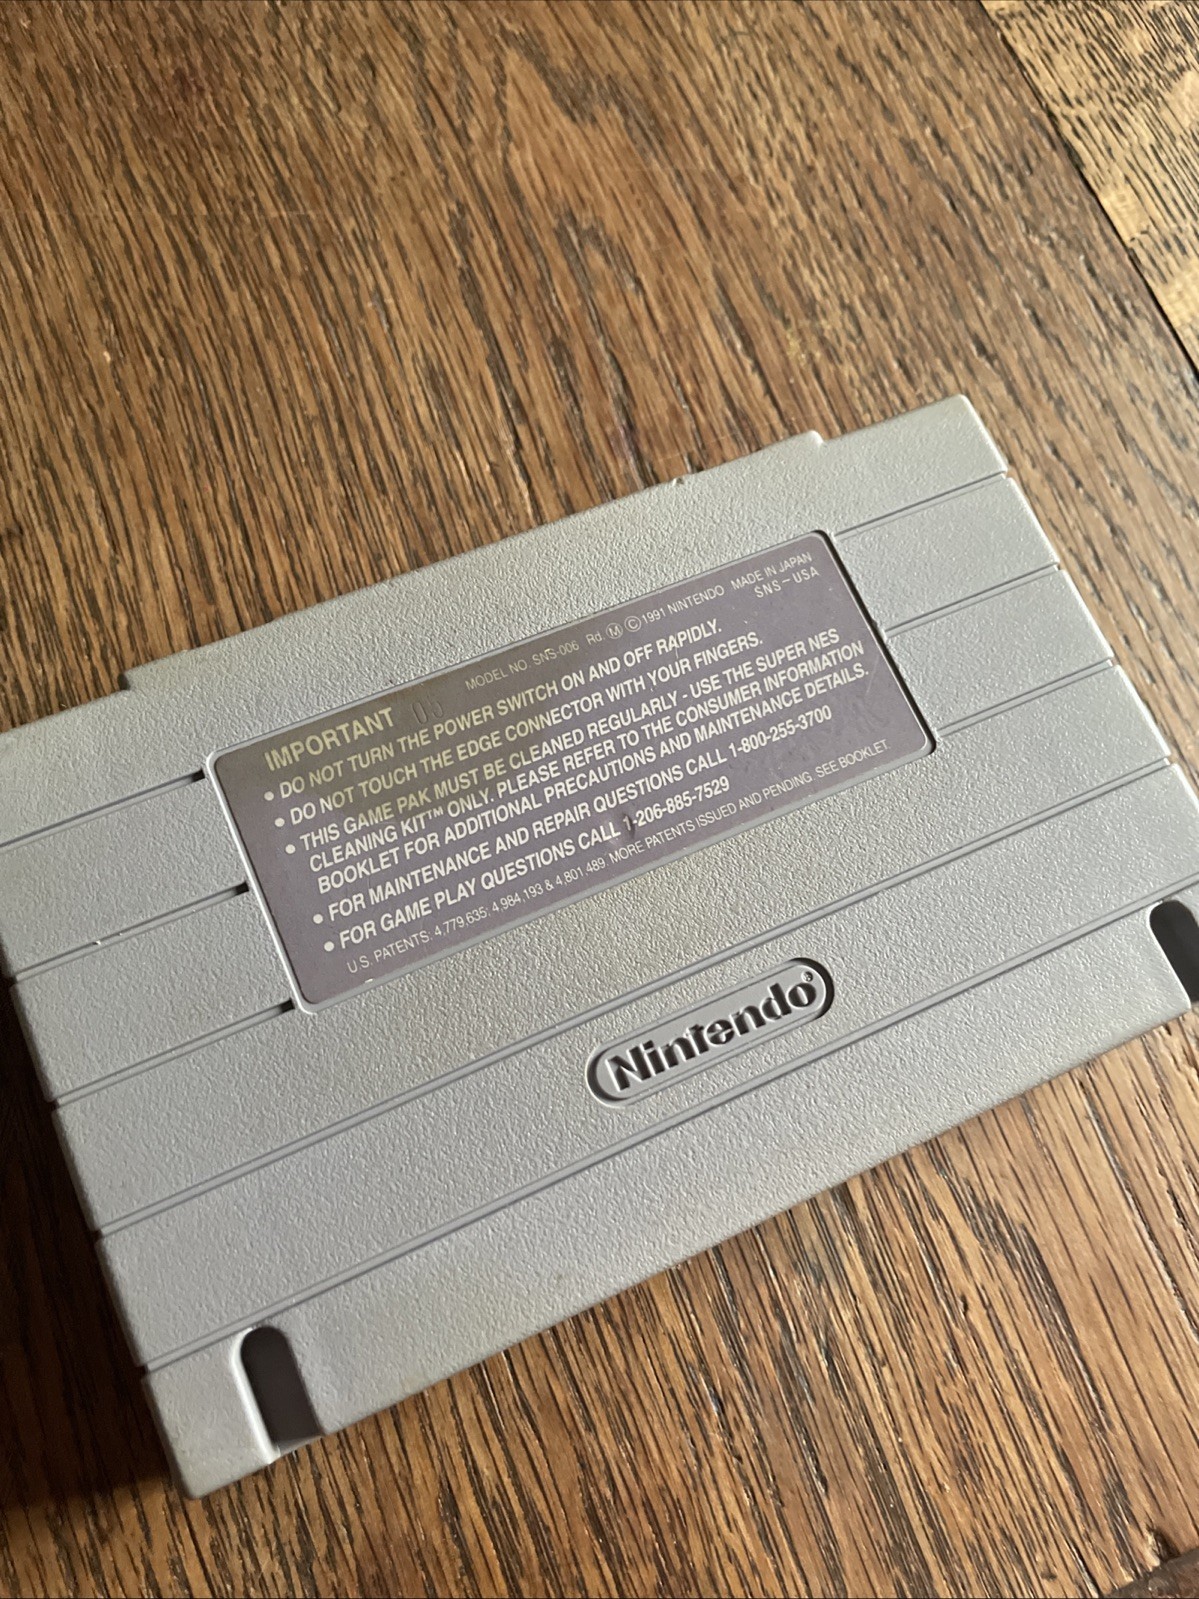 MODEL NO. SNS-006 Rd. Ⓜ Ⓒ 1991 NINTENDO MADE IN JAPAN
SNS-USA
IMPORTANT
• DO NOT TURN THE POWER SWITCH ON AND OFF RAPIDLY.
• DO NOT TOUCH THE EDGE CONNECTOR WITH YOUR FINGERS.
• THIS GAME PAK MUST BE CLEANED REGULARLY - USE THE SUPER NES
CLEANING KIT™ ONLY. PLEASE REFER TO THE CONSUMER INFORMATION
BOOKLET FOR ADDITIONAL PRECAUTIONS AND MAINTENANCE DETAILS.
• FOR MAINTENANCE AND REPAIR QUESTIONS CALL 1-800-255-3700
• FOR GAME PLAY QUESTIONS CALL 1-206-885-7529
U.S. PATENTS: 4,779,635; 4,984,193 & 4,801,489. MORE PATENTS ISSUED AND PENDING. SEE BOOKLET.
Nintendo®